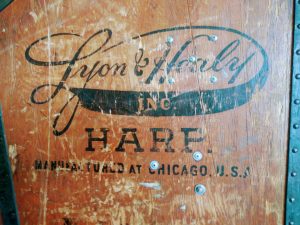 Lyon & Healy
INC.
HARP.
MANUFACTURED AT CHICAGO, U.S.A